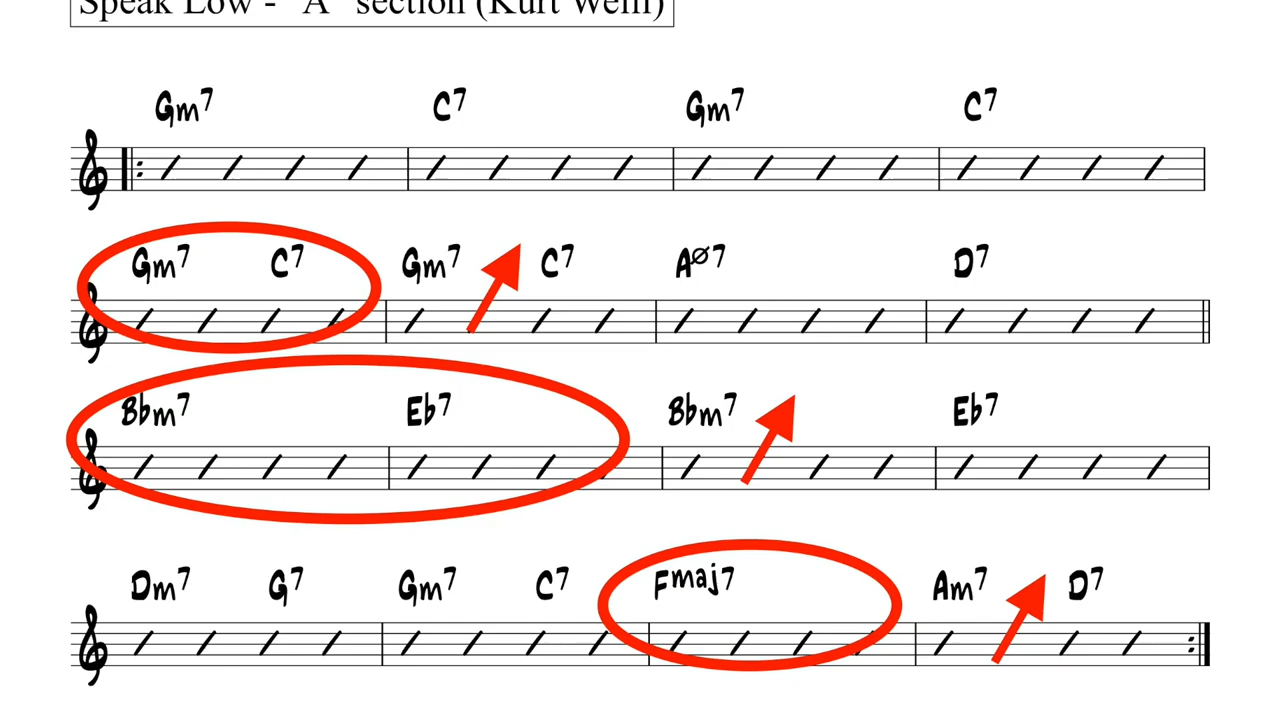 Speak Low - "A" section (Kurt Weill)
Gm7 C7 Gm7 C7
Gm7 C7 Gm7 C7 Aø7 D7
Bbm7 Eb7 Bbm7 Eb7
Dm7 G7 Gm7 C7 Fmaj7 Am7 D7